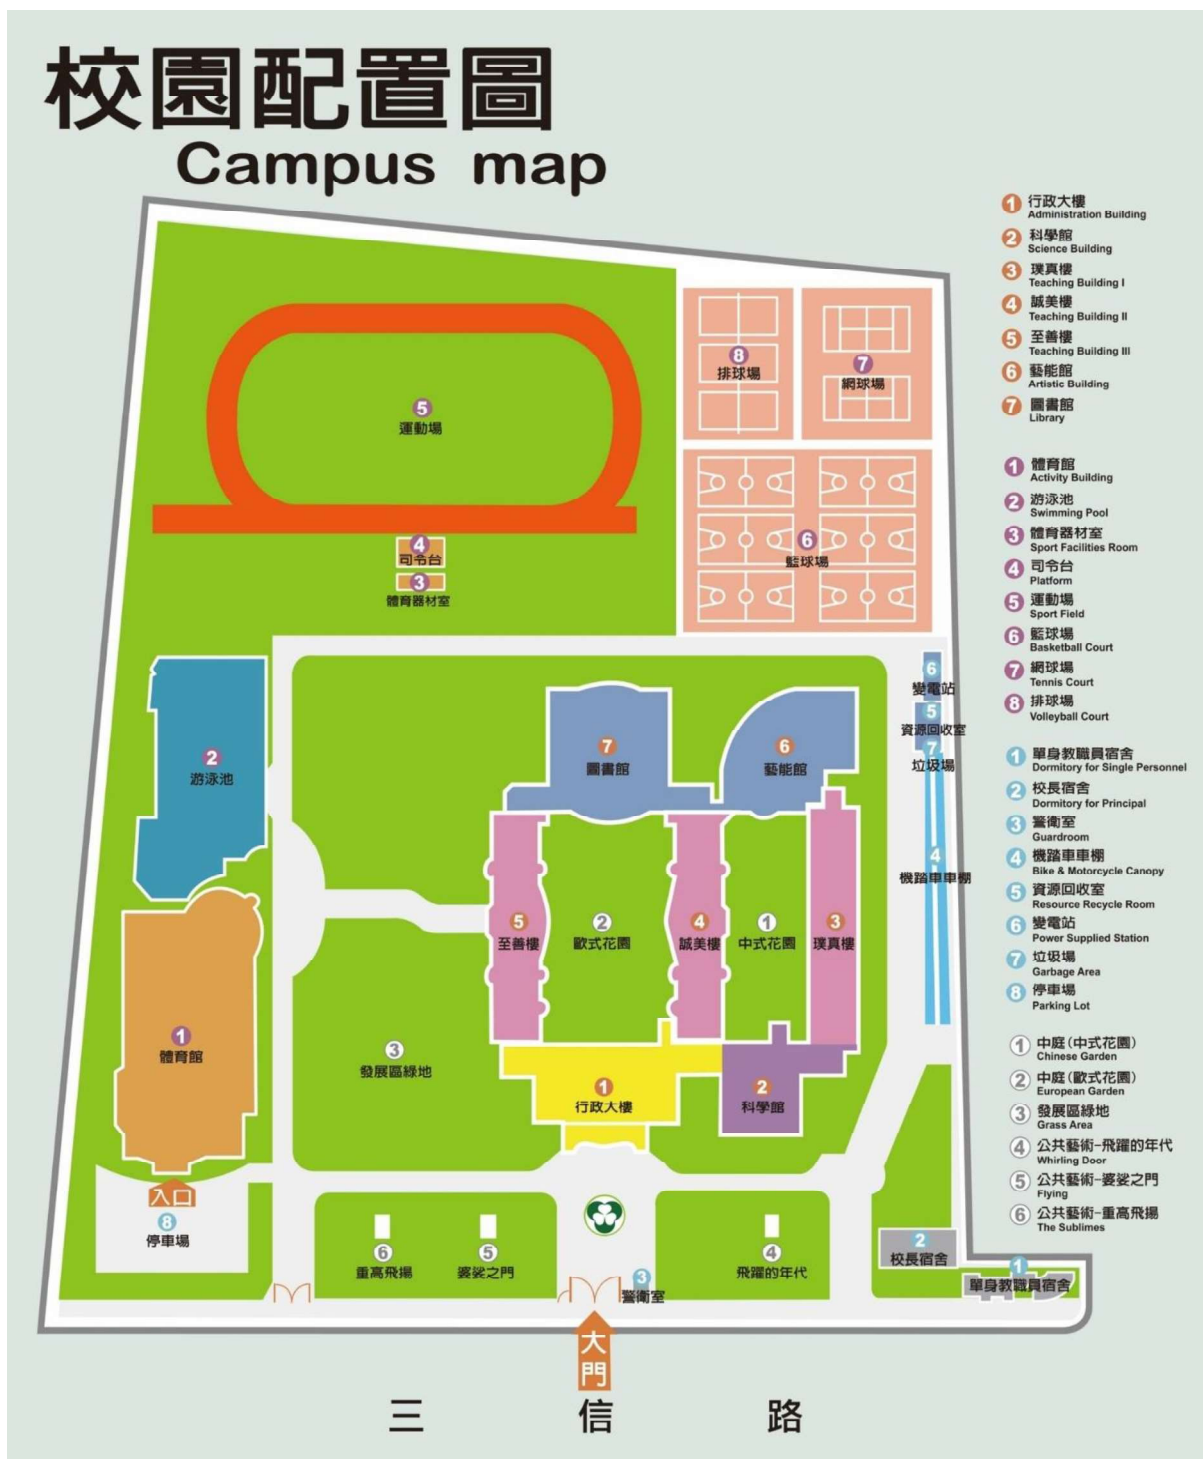 校園配置圖
Campus map
8
排球場
7
網球場
5
運動場
6
籃球場
4
司令台
3
體育器材室
6
變電站
5
資源回收室
7
垃圾場
4
機踏車車棚
2
游泳池
7
圖書館
6
藝能館
5
至善樓
2
歐式花園
4
誠美樓
1
中式花園
3
璞真樓
1
體育館
3
發展區綠地
1
行政大樓
2
科學館
入口
8
停車場
6
重高飛揚
5
婆娑之門
4
飛躍的年代
3
警衛室
2
校長宿舍
1
單身教職員宿舍
大門
三信路
1 行政大樓
Administration Building
2 科學館
Science Building
3 璞真樓
Teaching Building I
4 誠美樓
Teaching Building II
5 至善樓
Teaching Building III
6 藝能館
Artistic Building
7 圖書館
Library
1 體育館
Activity Building
2 游泳池
Swimming Pool
3 體育器材室
Sport Facilities Room
4 司令台
Platform
5 運動場
Sport Field
6 籃球場
Basketball Court
7 網球場
Tennis Court
8 排球場
Volleyball Court
1 單身教職員宿舍
Dormitory for Single Personnel
2 校長宿舍
Dormitory for Principal
3 警衛室
Guardroom
4 機踏車車棚
Bike & Motorcycle Canopy
5 資源回收室
Resource Recycle Room
6 變電站
Power Supplied Station
7 垃圾場
Garbage Area
8 停車場
Parking Lot
1 中庭(中式花園)
Chinese Garden
2 中庭(歐式花園)
European Garden
3 發展區綠地
Grass Area
4 公共藝術-飛躍的年代
Whirling Door
5 公共藝術-婆娑之門
Flying
6 公共藝術-重高飛揚
The Sublimes